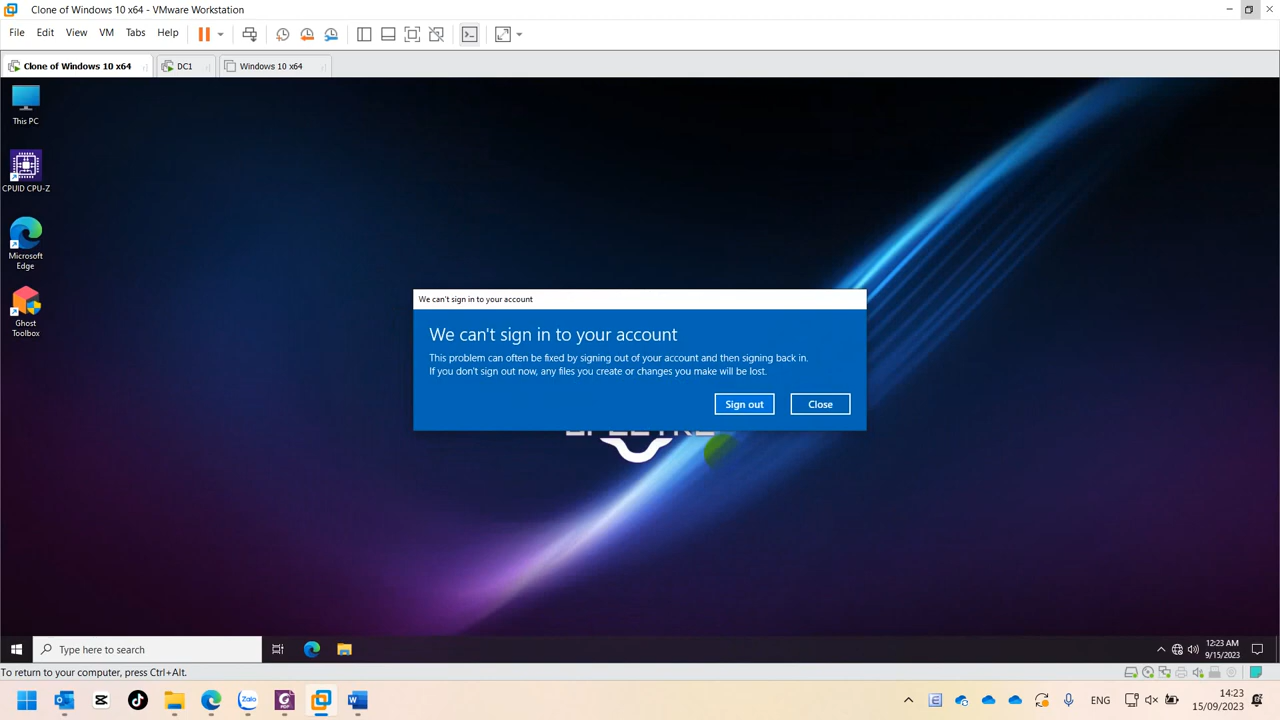 Clone of Windows 10 x64 - VMware Workstation
File Edit View VM Tabs Help
Clone of Windows 10 x64 DC1 Windows 10 x64
This PC
CPUID CPU-Z
Microsoft
Edge
Ghost
Toolbox
We can't sign in to your account
We can't sign in to your account
This problem can often be fixed by signing out of your account and then signing back in.
If you don't sign out now, any files you create or changes you make will be lost.
Sign out Close
Type here to search
12:23 AM
9/15/2023
To return to your computer, press Ctrl+Alt.
Zalo
PDF
ENG
14:23
15/09/2023